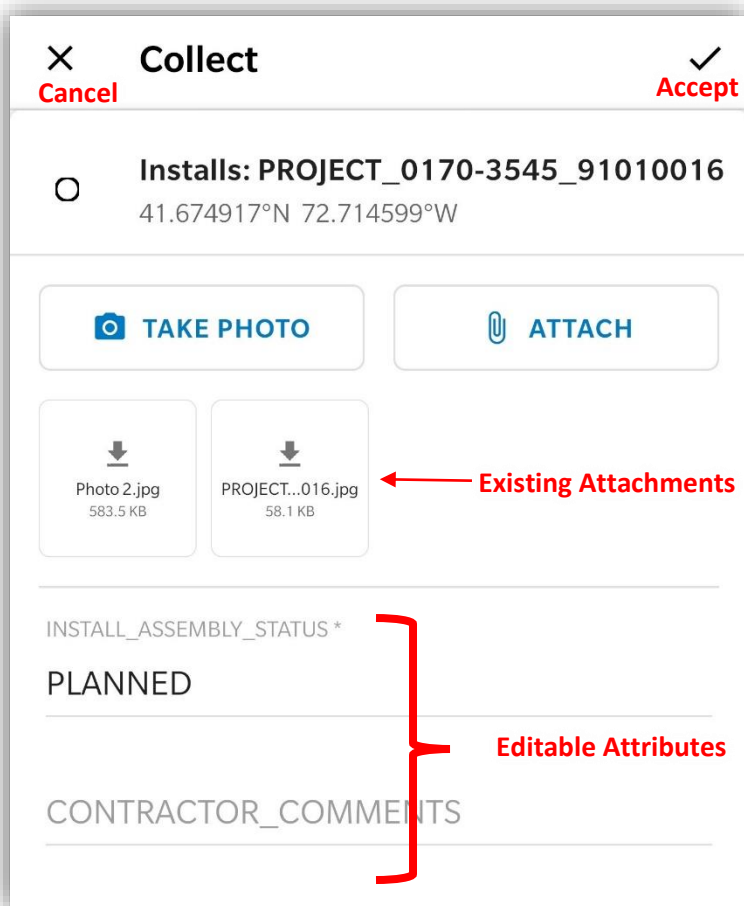 Collect
Cancel
Accept
Installs: PROJECT_0170-3545_91010016
41.674917°N 72.714599°W
TAKE PHOTO
ATTACH
Photo 2.jpg
583.5 KB
PROJECT...016.jpg
58.1 KB
Existing Attachments
INSTALL_ASSEMBLY_STATUS *
PLANNED
Editable Attributes
CONTRACTOR_COMMENTS